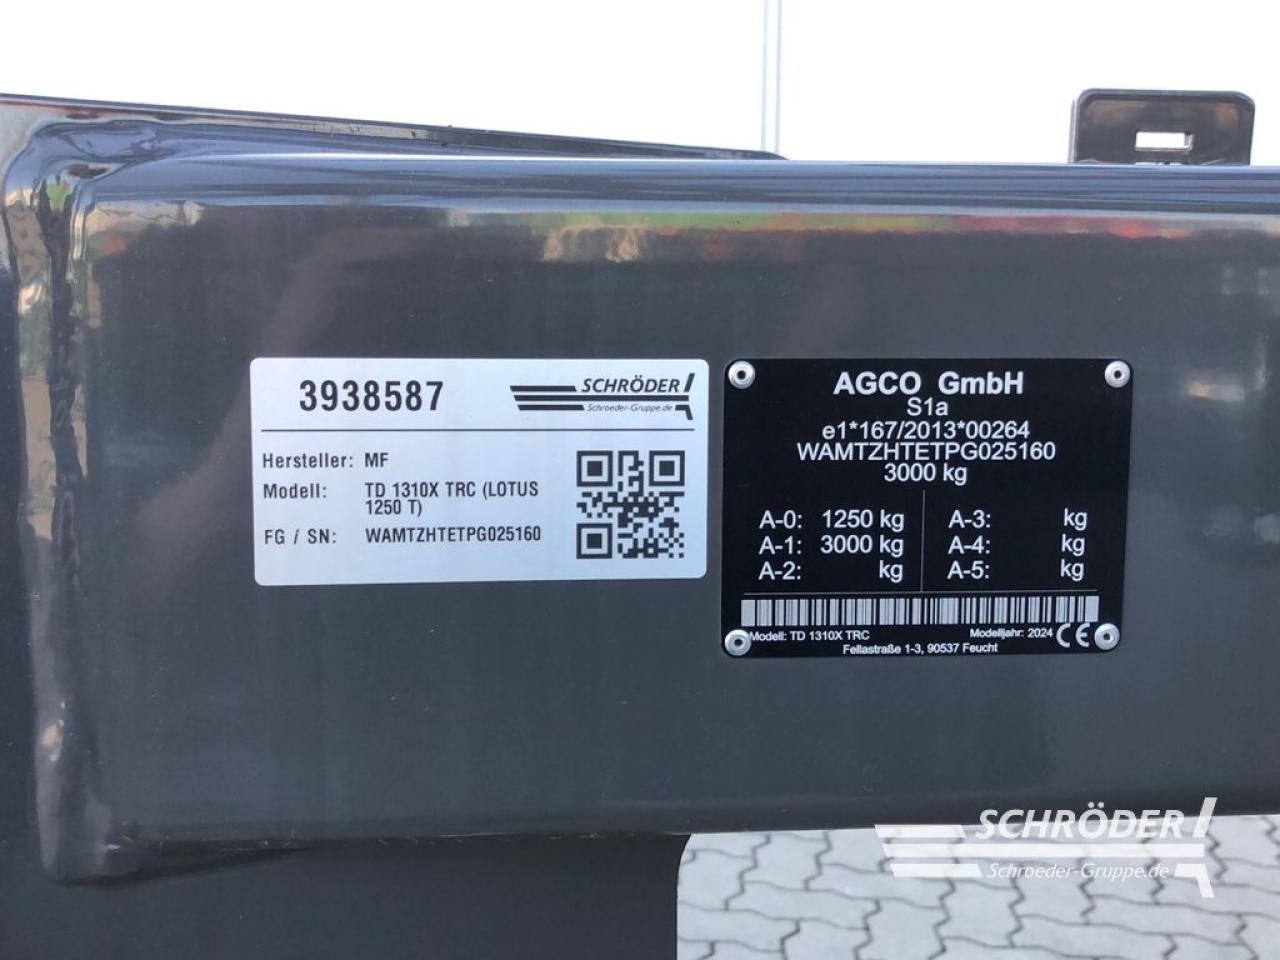 3938587
SCHRÖDER
Schroeder-Gruppe.de
Hersteller: MF
Modell: TD 1310X TRC (LOTUS
1250 T)
FG / SN: WAMTZHTETPG025160
AGCO GmbH
S1a
e1*167/2013*00264
WAMTZHTETPG025160
3000 kg
A-0: 1250 kg A-3: kg
A-1: 3000 kg A-4: kg
A-2: kg A-5: kg
Modell: TD 1310X TRC Modelljahr: 2024 CE
Fellastraße 1-3, 90537 Feucht
SCHRÖDER
Schroeder-Gruppe.de